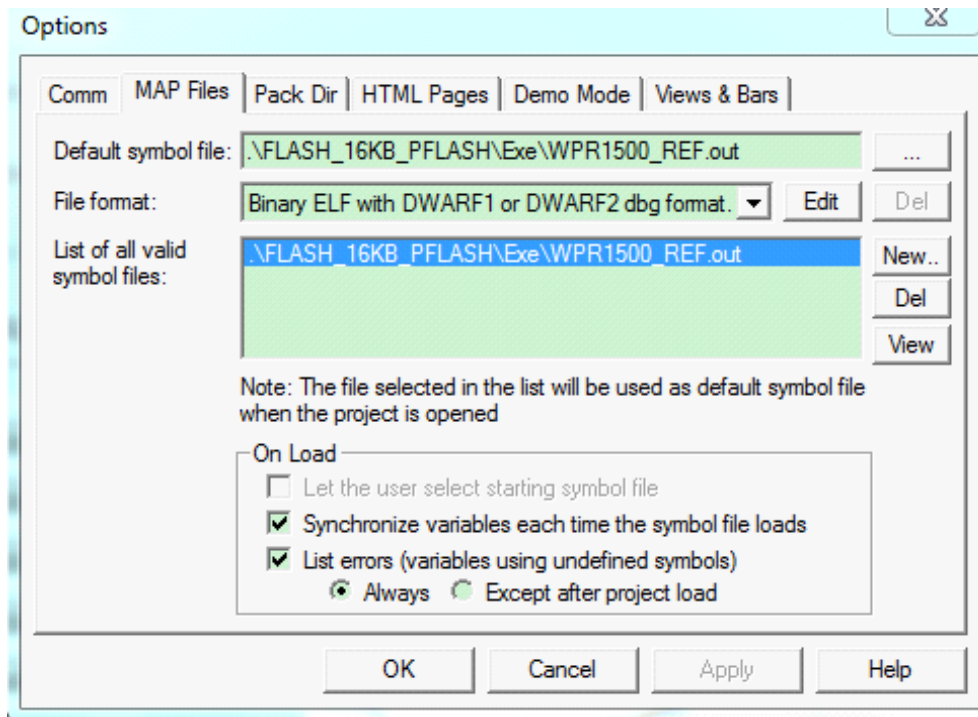 Options
Comm MAP Files Pack Dir HTML Pages Demo Mode Views & Bars
Default symbol file: .\FLASH_16KB_PFLASH\Exe\WPR1500_REF.out ...
File format: Binary ELF with DWARF1 or DWARF2 dbg format. Edit Del
List of all valid
symbol files:
.\FLASH_16KB_PFLASH\Exe\WPR1500_REF.out
New..
Del
View
Note: The file selected in the list will be used as default symbol file
when the project is opened
On Load
Let the user select starting symbol file
Synchronize variables each time the symbol file loads
List errors (variables using undefined symbols)
Always Except after project load
OK Cancel Apply Help